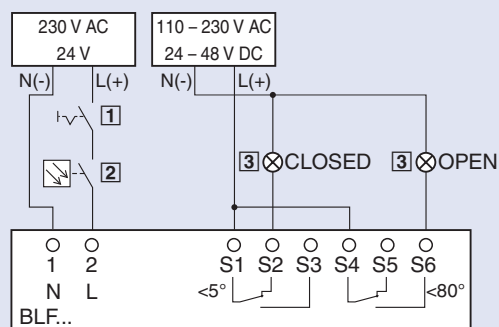 230 V AC
24 V
110 – 230 V AC
24 – 48 V DC
N(-) L(+) N(-) L(+)
1
2
3 CLOSED 3 OPEN
1 2 S1 S2 S3 S4 S5 S6
N L <5° <80°
BLF...